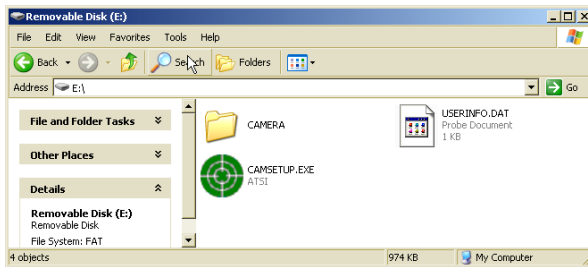 Removable Disk (E:)
File Edit View Favorites Tools Help
Back Search Folders
Address E:\ Go
File and Folder Tasks
Other Places
Details
Removable Disk (E:)
Removable Disk
File System: FAT
CAMERA
USERINFO.DAT
Probe Document
1 KB
CAMSETUP.EXE
ATSI
4 objects 974 KB My Computer